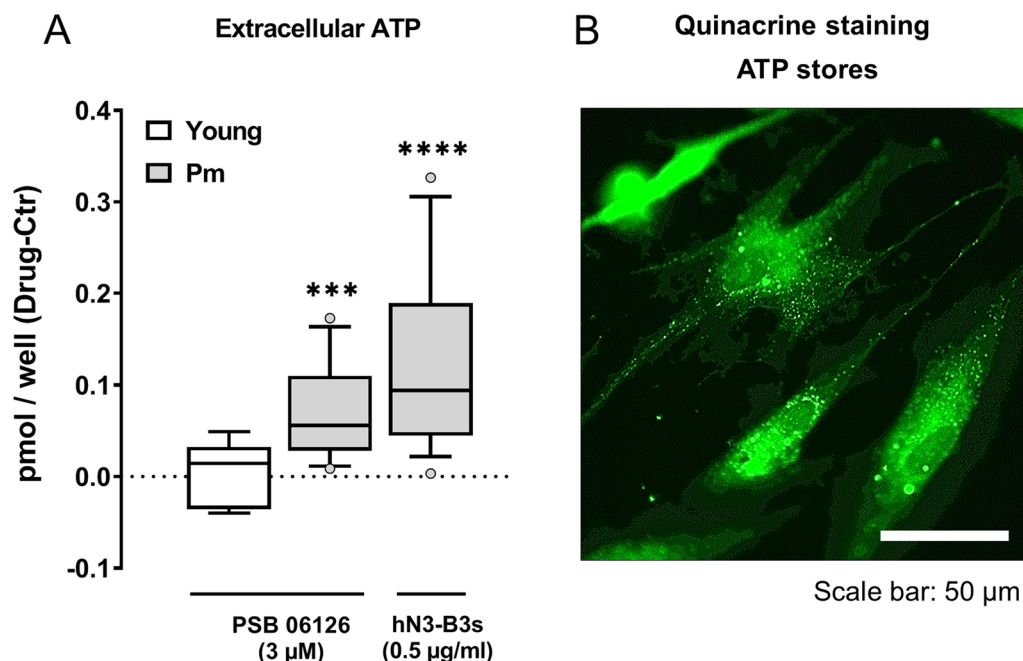 A
Extracellular ATP
pmol / well (Drug-Ctr)
0.4
0.3
0.2
0.1
0.0
-0.1
Young
Pm
***
****
PSB 06126
(3 µM)
hN3-B3s
(0.5 µg/ml)
B
Quinacrine staining
ATP stores
Scale bar: 50 µm